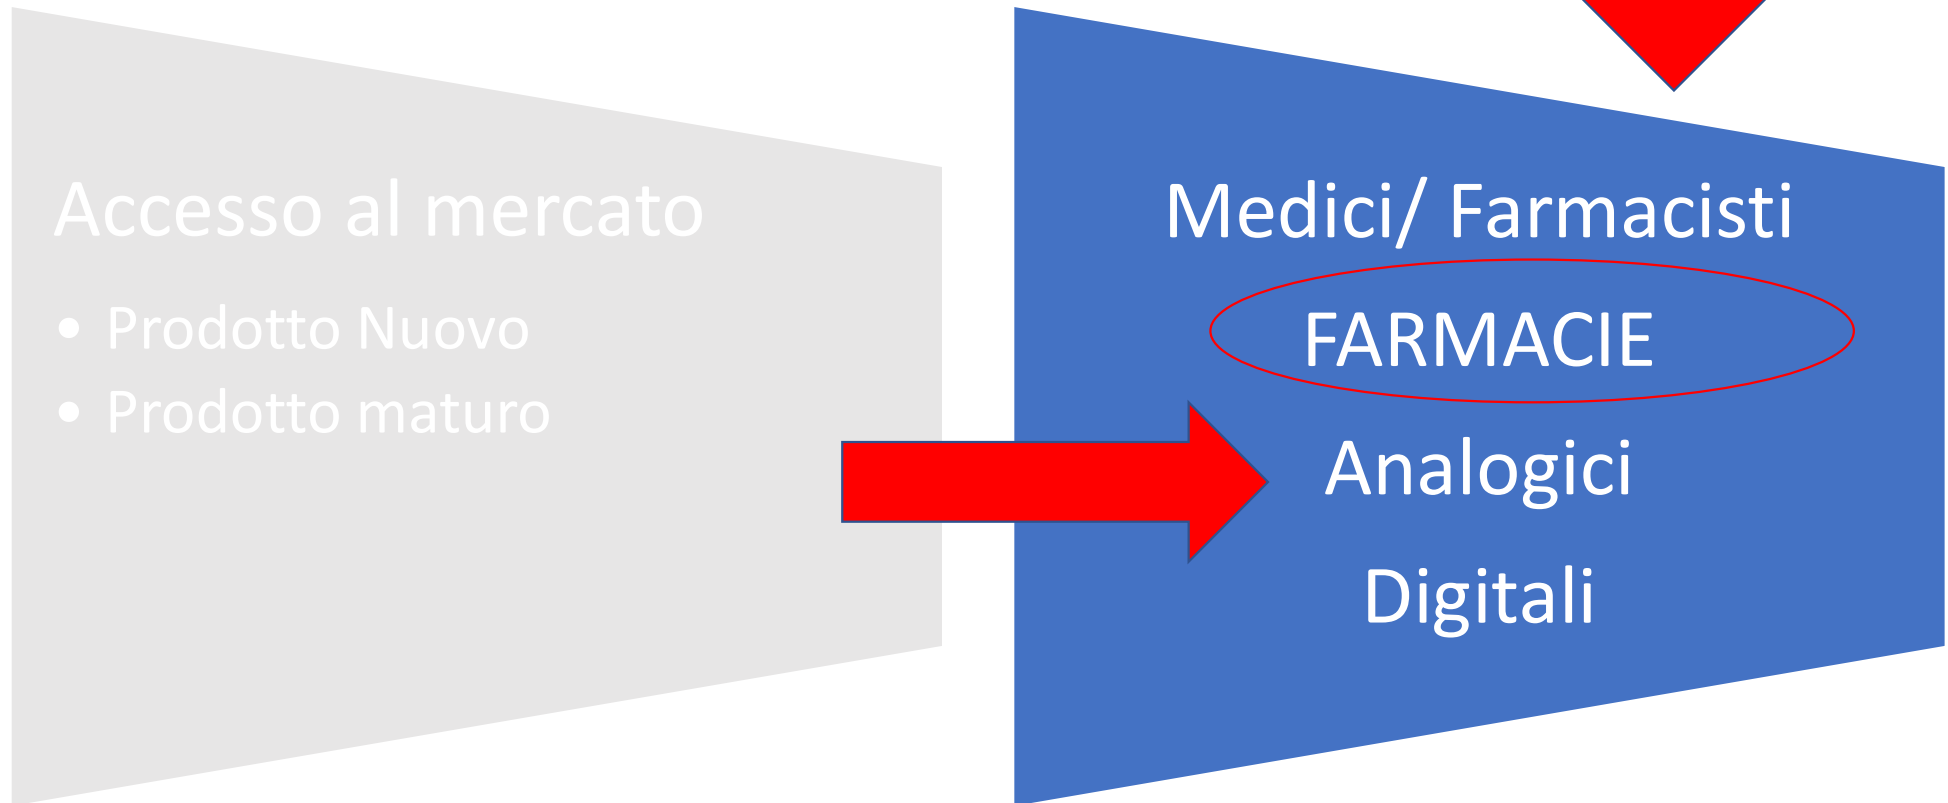 Accesso al mercato
• Prodotto Nuovo
• Prodotto maturo
Medici/ Farmacisti
FARMACIE
Analogici
Digitali